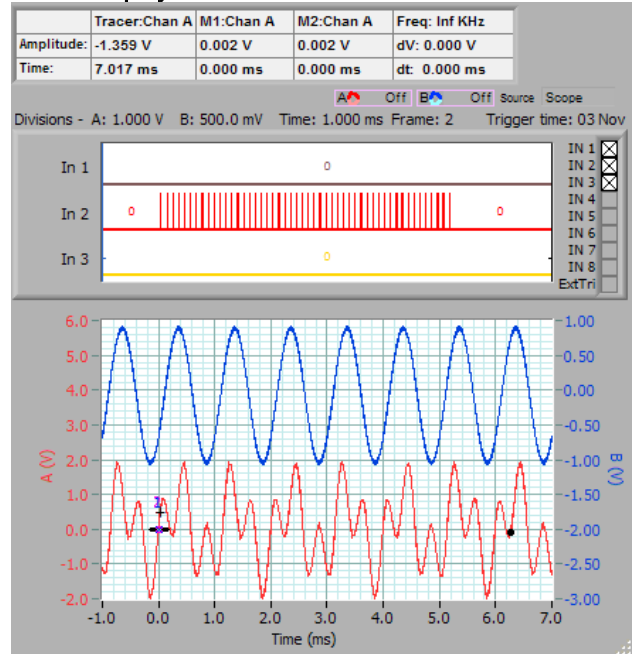 Tracer:Chan A M1:Chan A M2:Chan A Freq: Inf KHz
Amplitude: -1.359 V 0.002 V 0.002 V dV: 0.000 V
Time: 7.017 ms 0.000 ms 0.000 ms dt: 0.000 ms
A Off B Off Source Scope
Divisions - A: 1.000 V B: 500.0 mV Time: 1.000 ms Frame: 2 Trigger time: 03 Nov
In 1 0 IN 1
IN 2
In 2 0 0 IN 3
IN 4
IN 5
IN 6
In 3 0 IN 7
IN 8
ExtTri
6.0 1.00
5.0 0.50
4.0 0.00
3.0 -0.50
2.0 -1.00
1.0 -1.50
0.0 -2.00
-1.0 -2.50
-2.0 -3.00
A (V)
B (V)
1
-1.0 0.0 1.0 2.0 3.0 4.0 5.0 6.0 7.0
Time (ms)